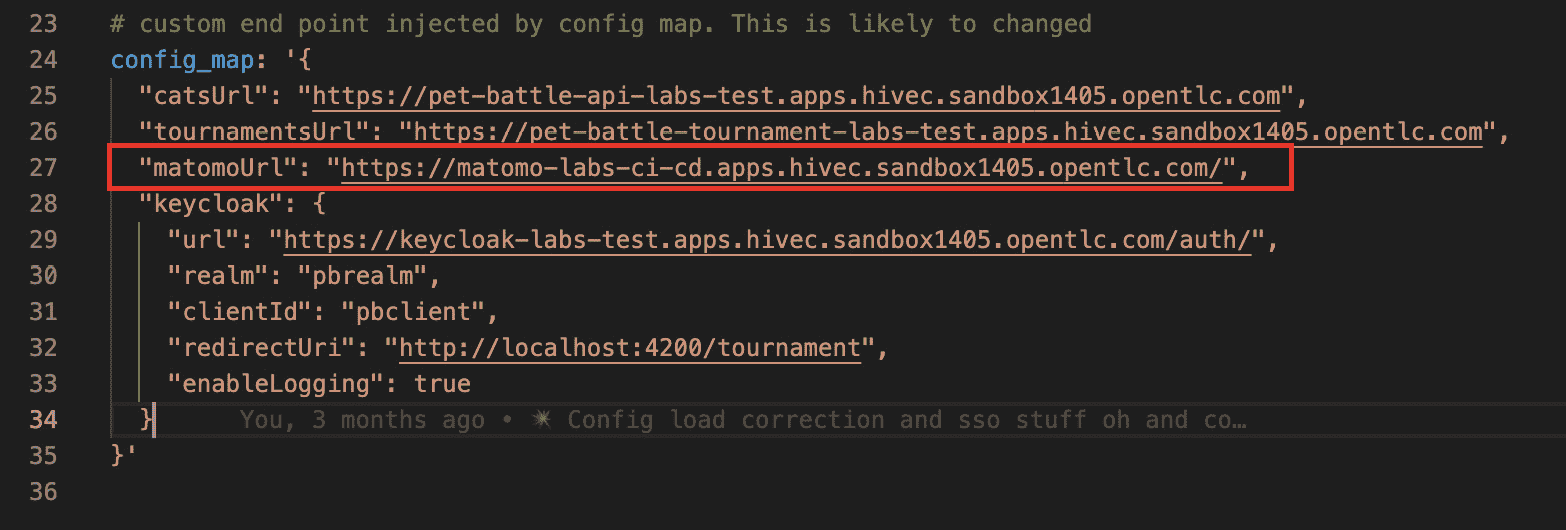 23 # custom end point injected by config map. This is likely to changed
24 config_map: '{
25 "catsUrl": "https://pet-battle-api-labs-test.apps.hivec.sandbox1405.opentlc.com",
26 "tournamentsUrl": "https://pet-battle-tournament-labs-test.apps.hivec.sandbox1405.opentlc.com",
27 "matomoUrl": "https://matomo-labs-ci-cd.apps.hivec.sandbox1405.opentlc.com/",
28 "keycloak": {
29 "url": "https://keycloak-labs-test.apps.hivec.sandbox1405.opentlc.com/auth/",
30 "realm": "pbrealm",
31 "clientId": "pbclient",
32 "redirectUri": "http://localhost:4200/tournament",
33 "enableLogging": true
34 } You, 3 months ago • ✴ Config load correction and sso stuff oh and co…
35 }'
36